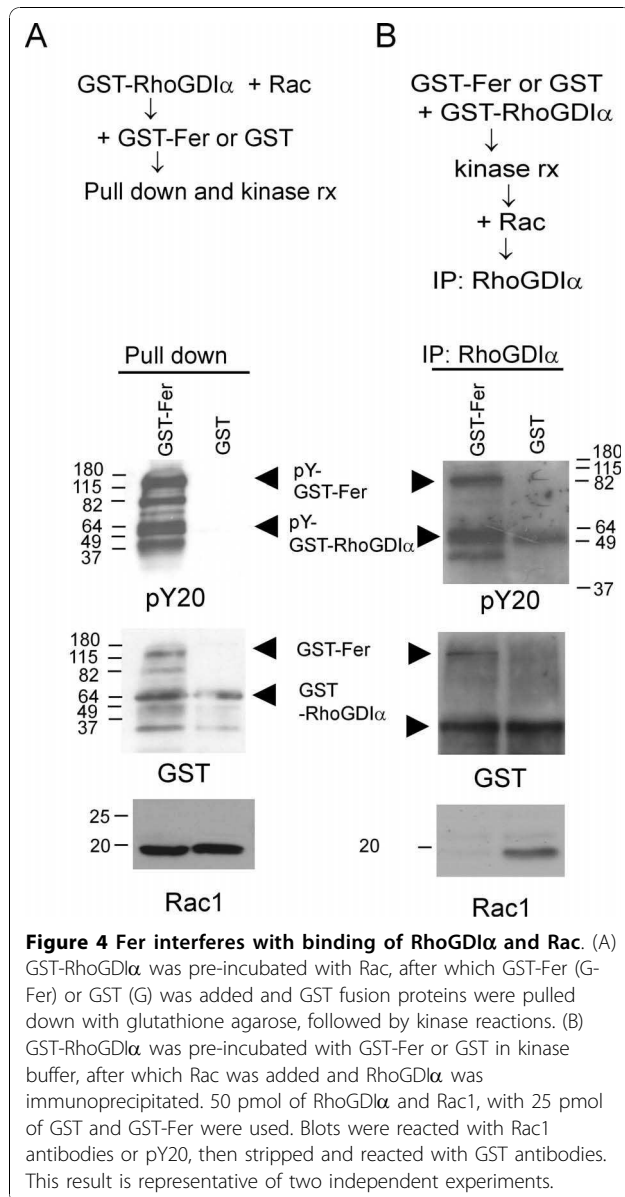 A
GST-RhoGDIα + Rac
↓
+ GST-Fer or GST
↓
Pull down and kinase rx
B
GST-Fer or GST
+ GST-RhoGDIα
↓
kinase rx
↓
+ Rac
↓
IP: RhoGDIα
Pull down
GST-Fer
GST
180
115
82
64
49
37
pY20
pY-
GST-Fer
pY-
GST-RhoGDIα
IP: RhoGDIα
GST-Fer
GST
180
115
82
64
49
37
pY20
180
115
82
64
49
37
GST
GST-Fer
GST
-RhoGDIα
GST
25
20
Rac1
20
Rac1
Figure 4 Fer interferes with binding of RhoGDIα and Rac. (A)
GST-RhoGDIα was pre-incubated with Rac, after which GST-Fer (G-
Fer) or GST (G) was added and GST fusion proteins were pulled
down with glutathione agarose, followed by kinase reactions. (B)
GST-RhoGDIα was pre-incubated with GST-Fer or GST in kinase
buffer, after which Rac was added and RhoGDIα was
immunoprecipitated. 50 pmol of RhoGDIα and Rac1, with 25 pmol
of GST and GST-Fer were used. Blots were reacted with Rac1
antibodies or pY20, then stripped and reacted with GST antibodies.
This result is representative of two independent experiments.